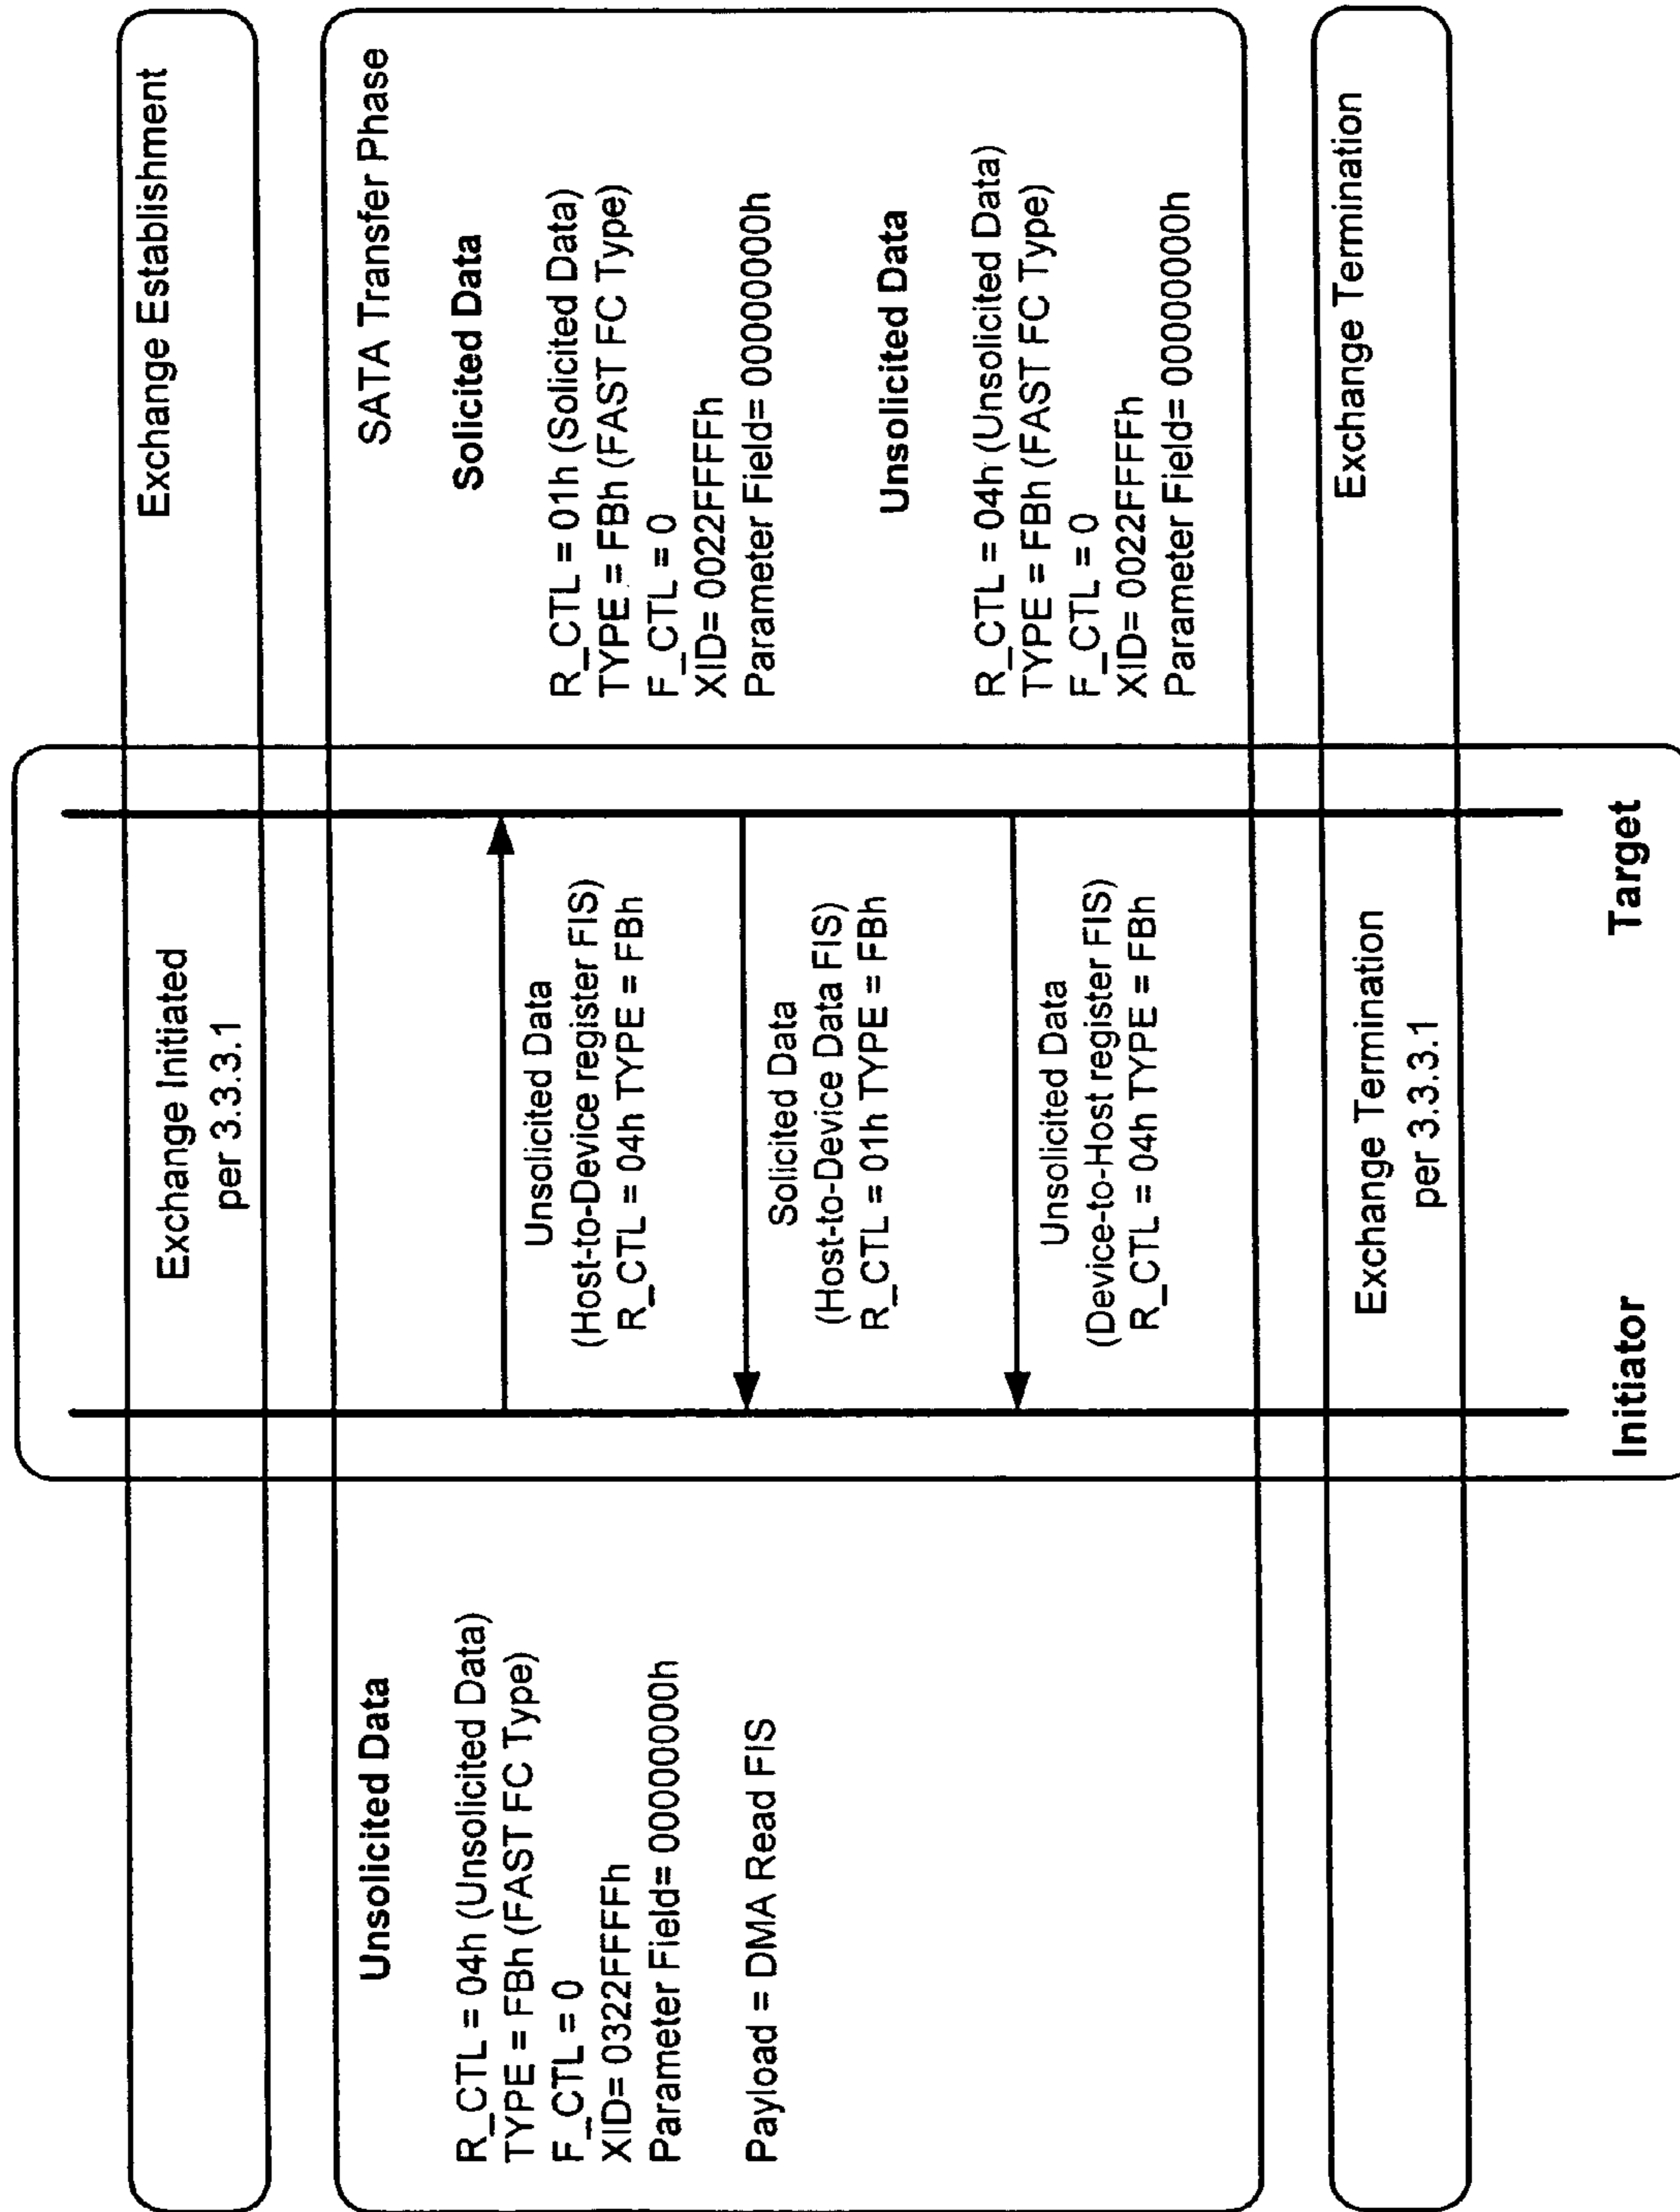 Exchange Establishment
Exchange Initiated
per 3.3.3.1
SATA Transfer Phase
Unsolicited Data
R_CTL = 04h (Unsolicited Data)
TYPE = FBh (FAST FC Type)
F_CTL = 0
XID= 0322FFFFh
Parameter Field= 00000000h
Payload = DMA Read FIS
Unsolicited Data
(Host-to-Device register FIS)
R_CTL = 04h TYPE = FBh
Solicited Data
(Host-to-Device Data FIS)
R_CTL = 01h TYPE = FBh
Unsolicited Data
(Device-to-Host register FIS)
R_CTL = 04h TYPE = FBh
Solicited Data
R_CTL = 01h (Solicited Data)
TYPE = FBh (FAST FC Type)
F_CTL = 0
XID= 0022FFFFh
Parameter Field= 00000000h
Unsolicited Data
R_CTL = 04h (Unsolicited Data)
TYPE = FBh (FAST FC Type)
F_CTL = 0
XID= 0022FFFFh
Parameter Field= 00000000h
Exchange Termination
per 3.3.3.1
Exchange Termination
Initiator
Target